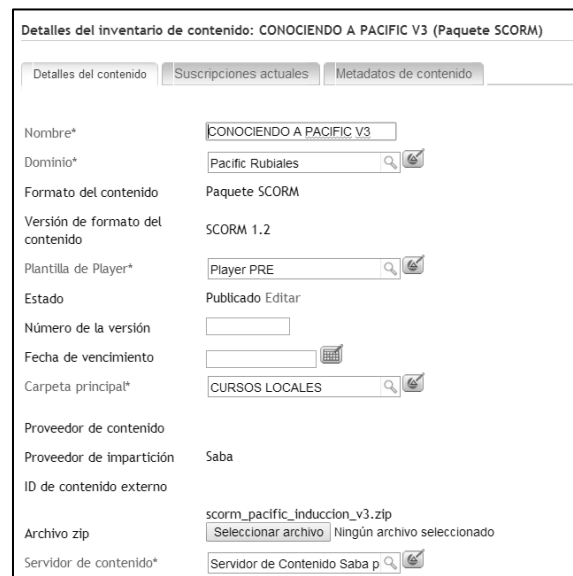 Detalles del inventario de contenido: CONOCIENDO A PACIFIC V3 (Paquete SCORM)
Detalles del contenido Suscripciones actuales Metadatos de contenido
Nombre* CONOCIENDO A PACIFIC V3
Dominio* Pacific Rubiales
Formato del contenido Paquete SCORM
Versión de formato del
contenido SCORM 1.2
Plantilla de Player* Player PRE
Estado Publicado Editar
Número de la versión
Fecha de vencimiento
Carpeta principal* CURSOS LOCALES
Proveedor de contenido
Proveedor de impartición Saba
ID de contenido externo
scorm_pacific_induccion_v3.zip
Archivo zip Seleccionar archivo Ningún archivo seleccionado
Servidor de contenido* Servidor de Contenido Saba p